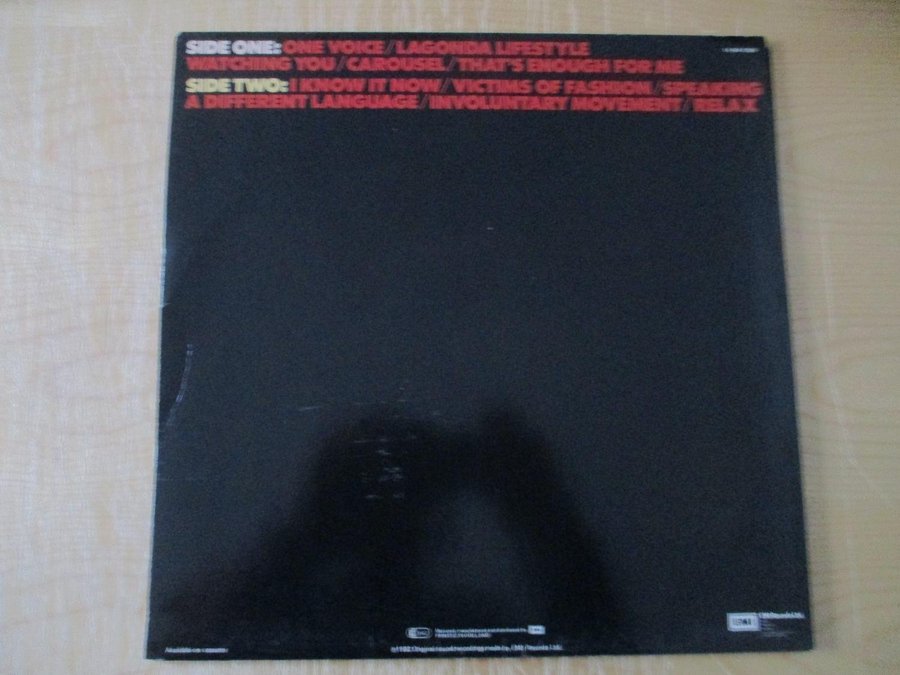 SIDE ONE: ONE VOICE/LAGONDA LIFESTYLE
WATCHING YOU/CAROUSEL/THAT'S ENOUGH FOR ME
SIDE TWO: I KNOW IT NOW/VICTIMS OF FASHION/SPEAKING
A DIFFERENT LANGUAGE/INVOLUNTARY MOVEMENT/RELAX
EMI